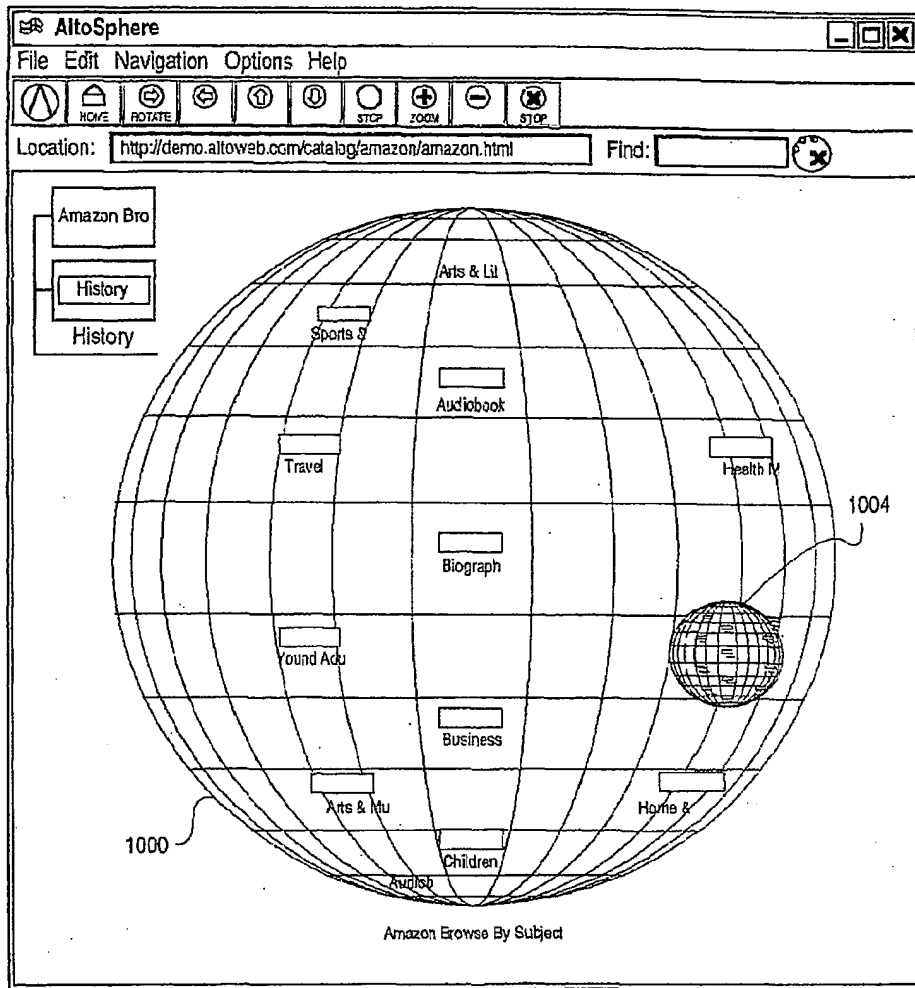 AltoSphere
File Edit Navigation Options Help
HOME ROTATE STOP ZOOM STOP
Location: http://demo.altoweb.com/catalog/amazon/amazon.html Find:
Amazon Bro
History
History
Arts & Lit
Sports &
Audiobook
Travel
Health M
1004
Biograph
Yound Adu
Business
Arts & Mu
Home &
1000
Children
Audiob
Amazon Browse By Subject